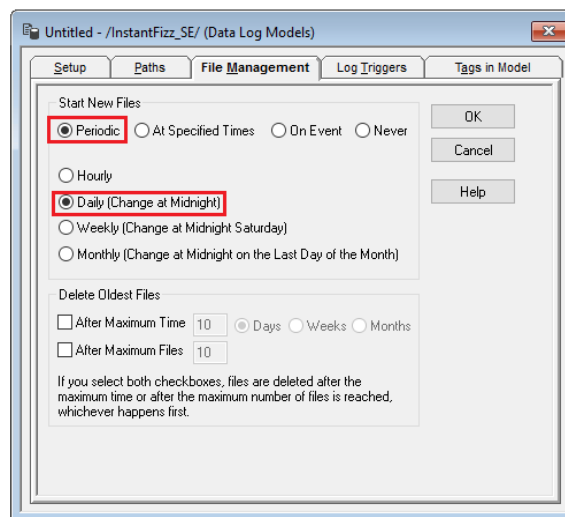 Untitled - /InstantFizz_SE/ (Data Log Models)
Setup Paths File Management Log Triggers Tags in Model
Start New Files
Periodic At Specified Times On Event Never
Hourly
Daily (Change at Midnight)
Weekly (Change at Midnight Saturday)
Monthly (Change at Midnight on the Last Day of the Month)
OK
Cancel
Help
Delete Oldest Files
After Maximum Time 10 Days Weeks Months
After Maximum Files 10
If you select both checkboxes, files are deleted after the
maximum time or after the maximum number of files is reached,
whichever happens first.